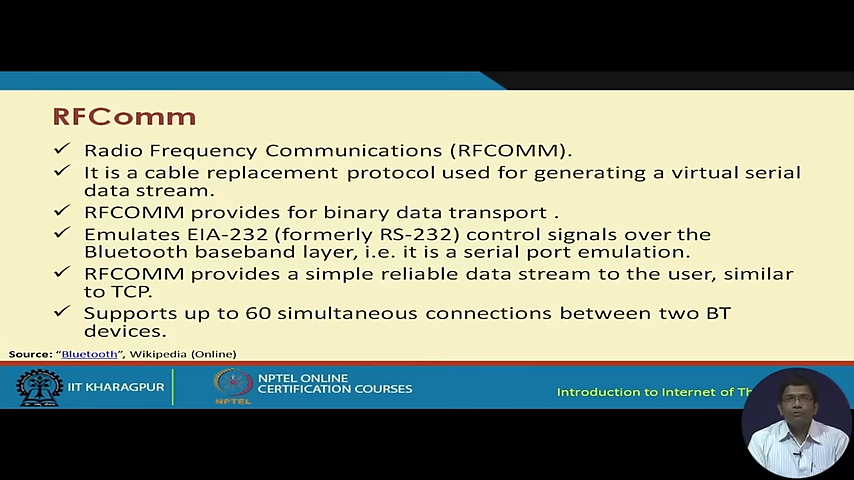 RFComm
✓ Radio Frequency Communications (RFCOMM).
✓ It is a cable replacement protocol used for generating a virtual serial
data stream.
✓ RFCOMM provides for binary data transport .
✓ Emulates EIA-232 (formerly RS-232) control signals over the
Bluetooth baseband layer, i.e. it is a serial port emulation.
✓ RFCOMM provides a simple reliable data stream to the user, similar
to TCP.
✓ Supports up to 60 simultaneous connections between two BT
devices.
Source: “Bluetooth”, Wikipedia (Online)
IIT KHARAGPUR
NPTEL ONLINE
CERTIFICATION COURSES
NPTEL
Introduction to Internet of Th